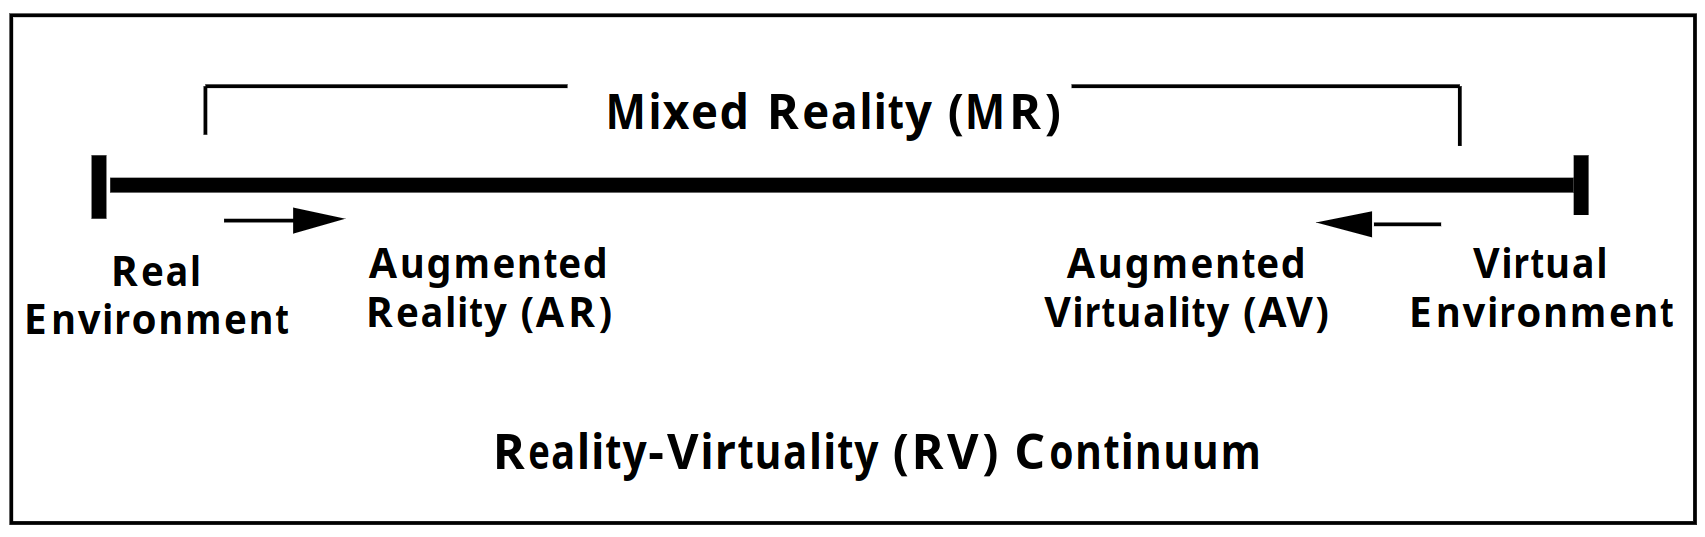 Mixed Reality (MR)
Real
Environment
Augmented
Reality (AR)
Augmented
Virtuality (AV)
Virtual
Environment
Reality-Virtuality (RV) Continuum